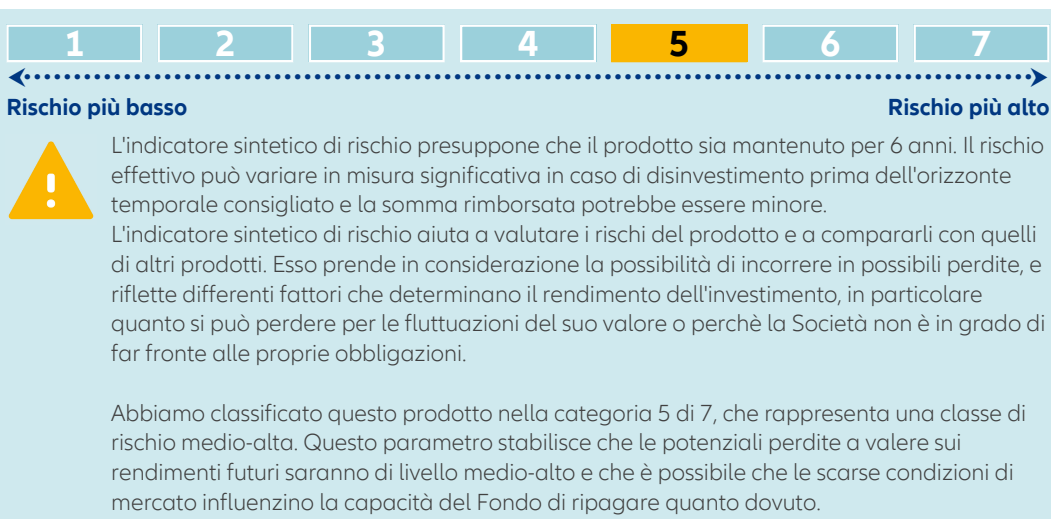 1 2 3 4 5 6 7
Rischio più basso Rischio più alto
L'indicatore sintetico di rischio presuppone che il prodotto sia mantenuto per 6 anni. Il rischio
effettivo può variare in misura significativa in caso di disinvestimento prima dell'orizzonte
temporale consigliato e la somma rimborsata potrebbe essere minore.
L'indicatore sintetico di rischio aiuta a valutare i rischi del prodotto e a compararli con quelli
di altri prodotti. Esso prende in considerazione la possibilità di incorrere in possibili perdite, e
riflette differenti fattori che determinano il rendimento dell'investimento, in particolare
quanto si può perdere per le fluttuazioni del suo valore o perchè la Società non è in grado di
far fronte alle proprie obbligazioni.
Abbiamo classificato questo prodotto nella categoria 5 di 7, che rappresenta una classe di
rischio medio-alta. Questo parametro stabilisce che le potenziali perdite a valere sui
rendimenti futuri saranno di livello medio-alto e che è possibile che le scarse condizioni di
mercato influenzino la capacità del Fondo di ripagare quanto dovuto.